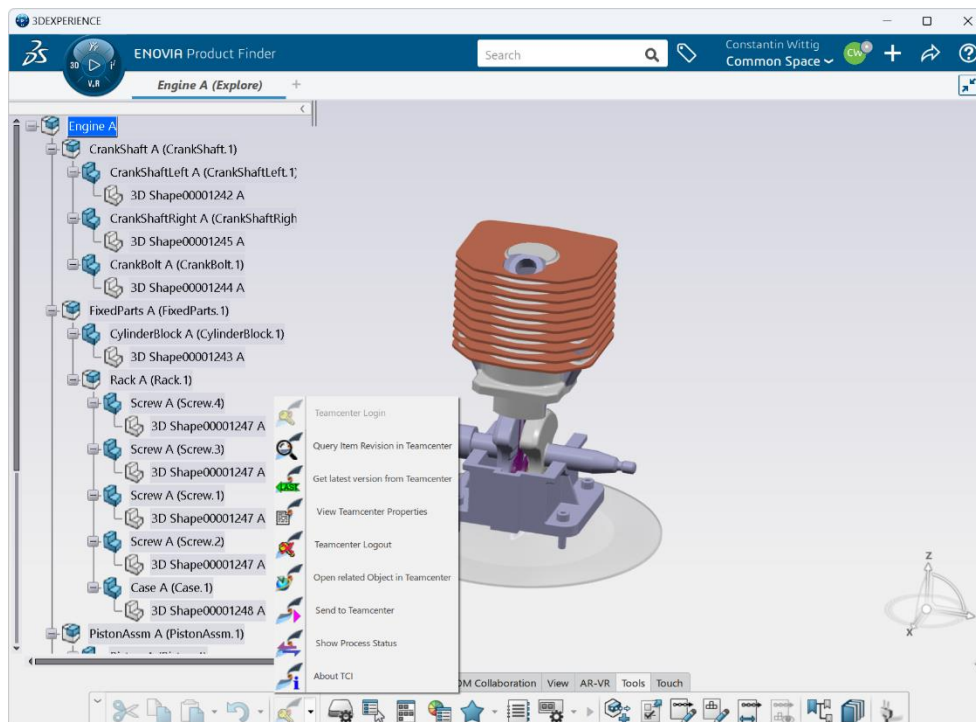 3DEXPERIENCE
3D
V.R
ENOVIA Product Finder
Search
Constantin Wittig
Common Space
CW
Engine A (Explore)
Engine A
CrankShaft A (CrankShaft.1)
CrankShaftLeft A (CrankShaftLeft.1)
3D Shape00001242 A
CrankShaftRight A (CrankShaftRigh
3D Shape00001245 A
CrankBolt A (CrankBolt.1)
3D Shape00001244 A
FixedParts A (FixedParts.1)
CylinderBlock A (CylinderBlock.1)
3D Shape00001243 A
Rack A (Rack.1)
Screw A (Screw.4)
3D Shape00001247 A
Screw A (Screw.3)
3D Shape00001247 A
Screw A (Screw.1)
3D Shape00001247 A
Screw A (Screw.2)
3D Shape00001247 A
Case A (Case.1)
3D Shape00001248 A
PistonAssm A (PistonAssm.1)
Teamcenter Login
Query Item Revision in Teamcenter
Get latest version from Teamcenter
View Teamcenter Properties
Teamcenter Logout
Open related Object in Teamcenter
Send to Teamcenter
Show Process Status
About TCI
z
x
OM Collaboration View AR-VR Tools Touch